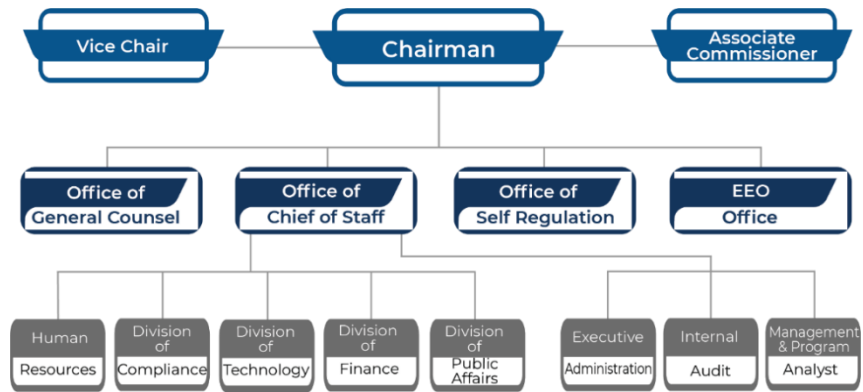 Vice Chair
Chairman
Associate
Commissioner
Office of
General Counsel
Office of
Chief of Staff
Office of
Self Regulation
EEO
Office
Human
Resources
Division
of
Compliance
Division
of
Technology
Division
of
Finance
Division
of
Public
Affairs
Executive
Administration
Internal
Audit
Management
& Program
Analyst